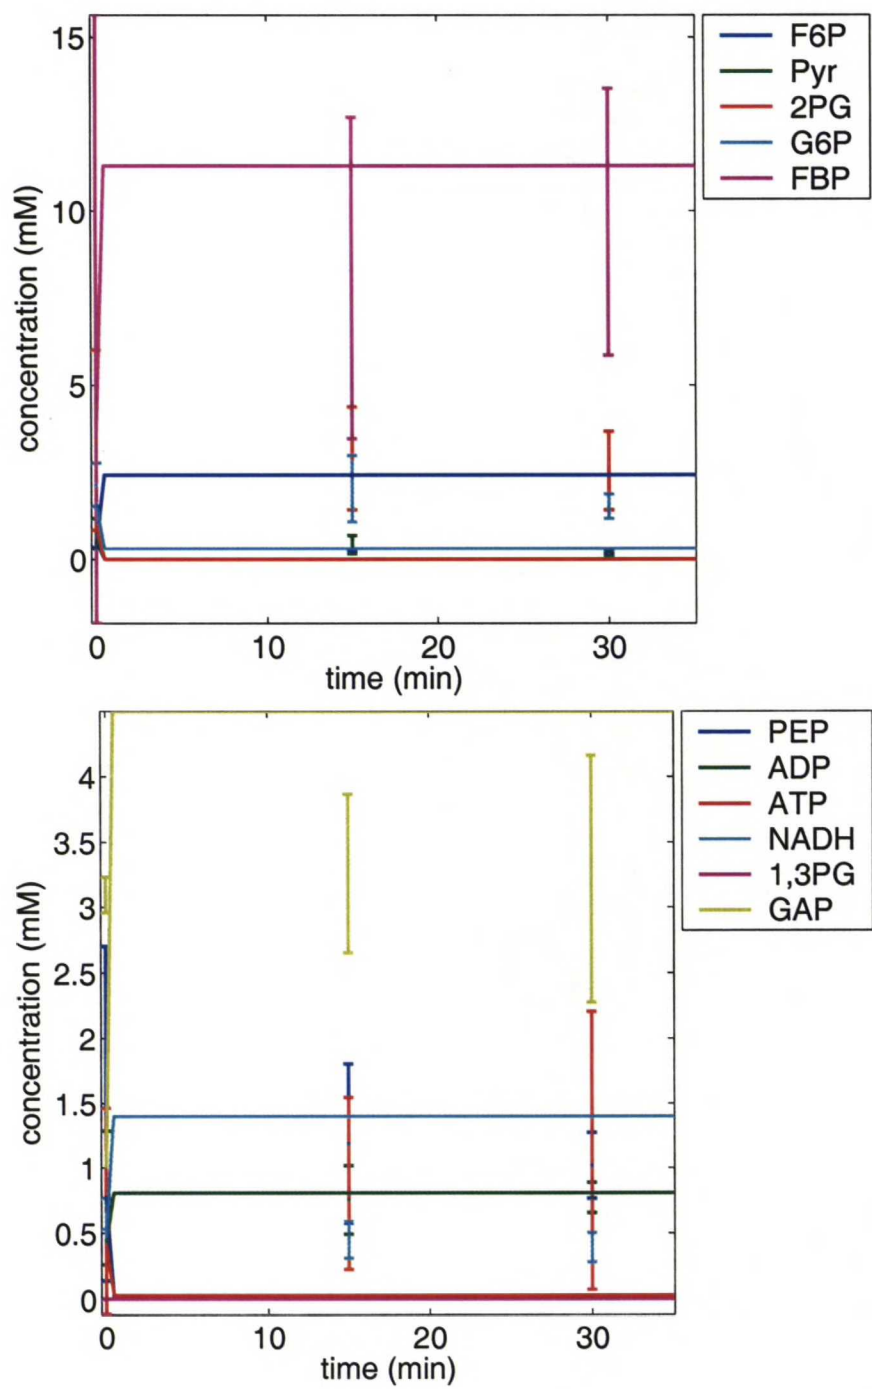 15
10
5
0
concentration (mM)
0
10
20
30
time (min)
F6P
Pyr
2PG
G6P
FBP
4
3.5
3
2.5
2
1.5
1
0.5
0
concentration (mM)
0
10
20
30
time (min)
PEP
ADP
ATP
NADH
1,3PG
GAP